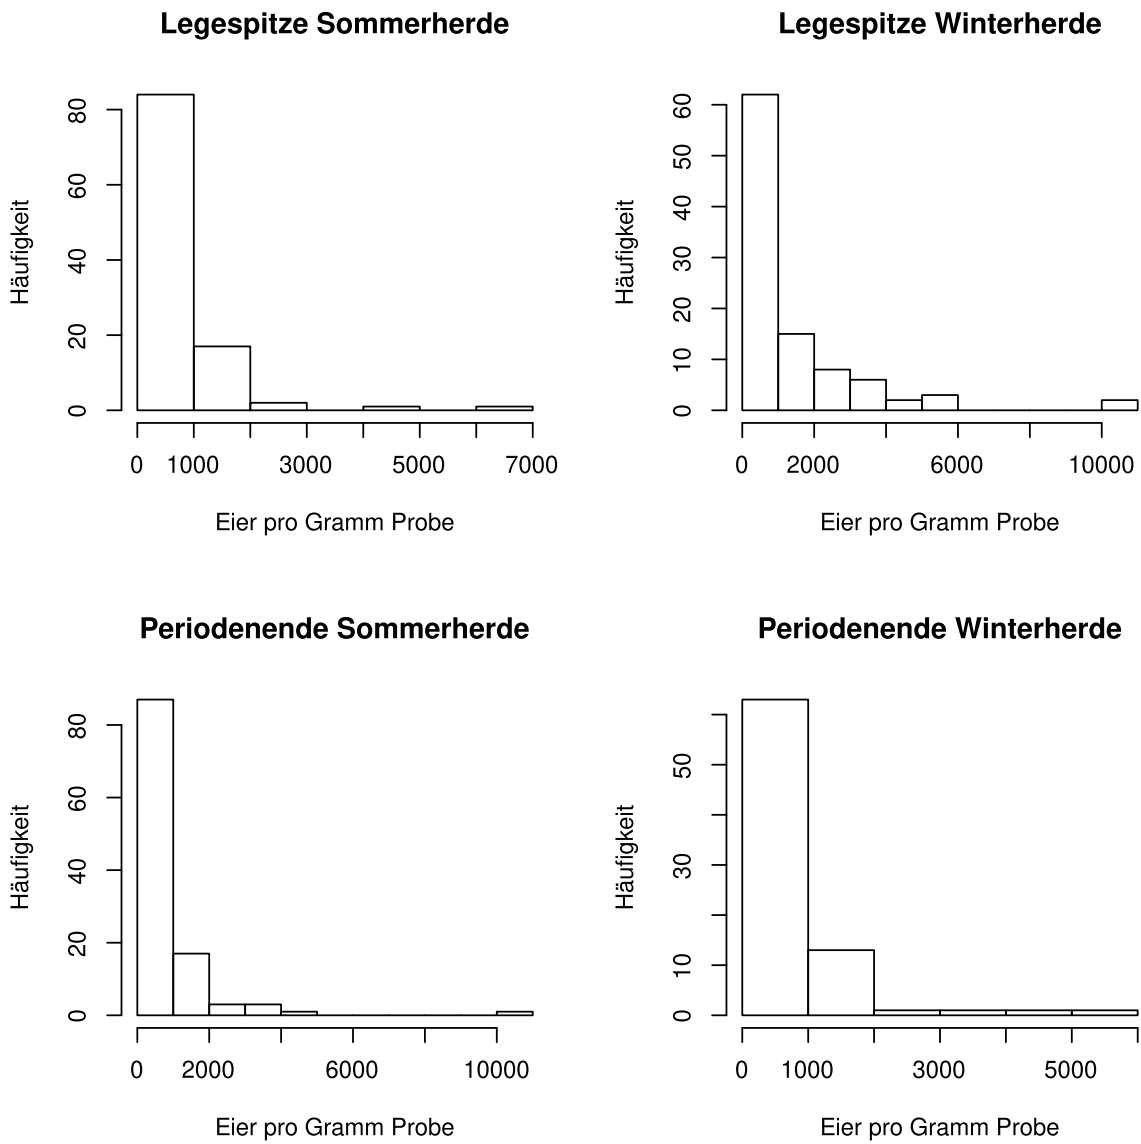 Legespitze Sommerherde
Häufigkeit
0 20 40 60 80
0 1000 3000 5000 7000
Eier pro Gramm Probe
Legespitze Winterherde
Häufigkeit
0 10 20 30 40 50 60
0 2000 6000 10000
Eier pro Gramm Probe
Periodenende Sommerherde
Häufigkeit
0 20 40 60 80
0 2000 6000 10000
Eier pro Gramm Probe
Periodenende Winterherde
Häufigkeit
0 10 30 50
0 1000 3000 5000
Eier pro Gramm Probe